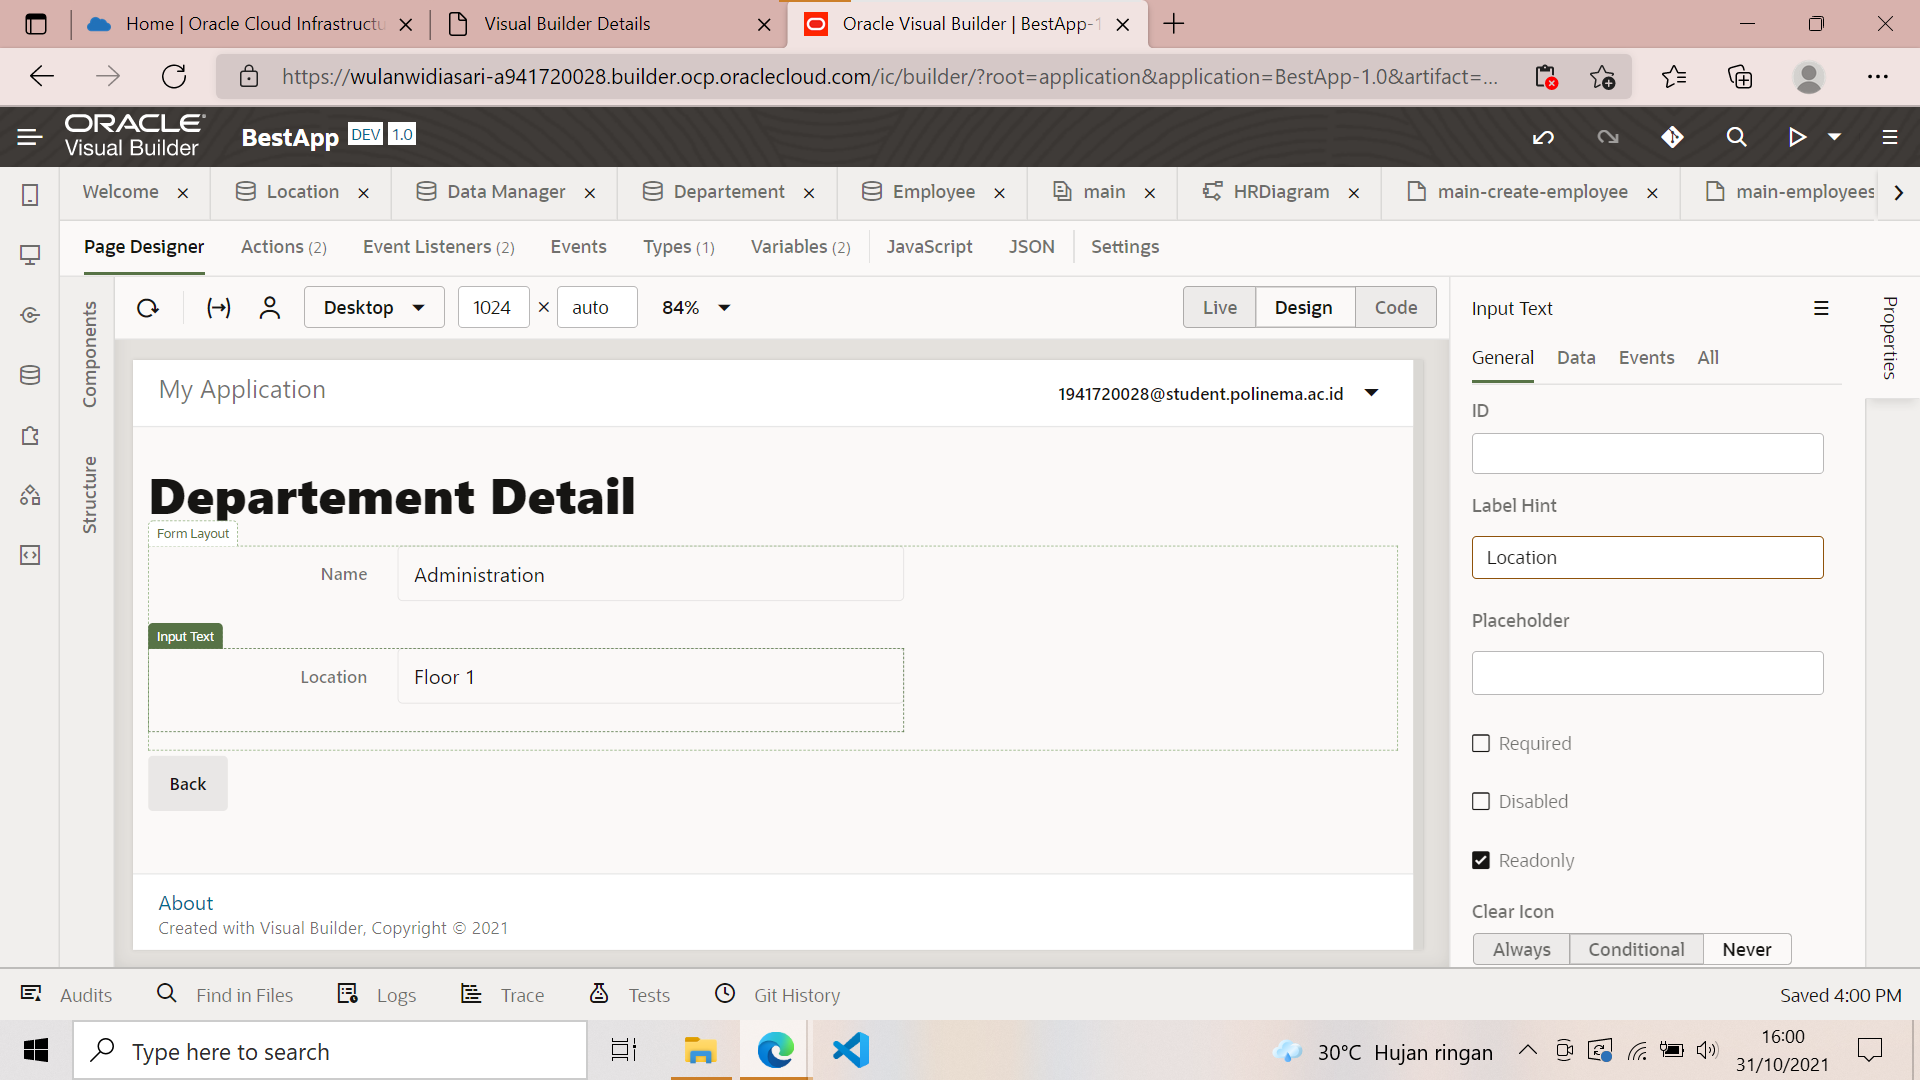 Home | Oracle Cloud Infrastructu
Visual Builder Details
Oracle Visual Builder | BestApp-1
https://wulanwidiasari-a941720028.builder.ocp.oraclecloud.com/ic/builder/?root=application&application=BestApp-1.0&artifact=...
ORACLE
Visual Builder
BestApp DEV 1.0
Welcome
Location
Data Manager
Departement
Employee
main
HRDiagram
main-create-employee
main-employees
Page Designer
Actions (2)
Event Listeners (2)
Events
Types (1)
Variables (2)
JavaScript
JSON
Settings
Components
Structure
Desktop
1024 × auto
84%
Live
Design
Code
My Application
1941720028@student.polinema.ac.id
Departement Detail
Form Layout
Name
Administration
Input Text
Location
Floor 1
Back
About
Created with Visual Builder, Copyright © 2021
Input Text
Properties
General
Data
Events
All
ID
Label Hint
Location
Placeholder
Required
Disabled
Readonly
Clear Icon
Always
Conditional
Never
Audits
Find in Files
Logs
Trace
Tests
Git History
Saved 4:00 PM
Type here to search
30°C Hujan ringan
16:00
31/10/2021